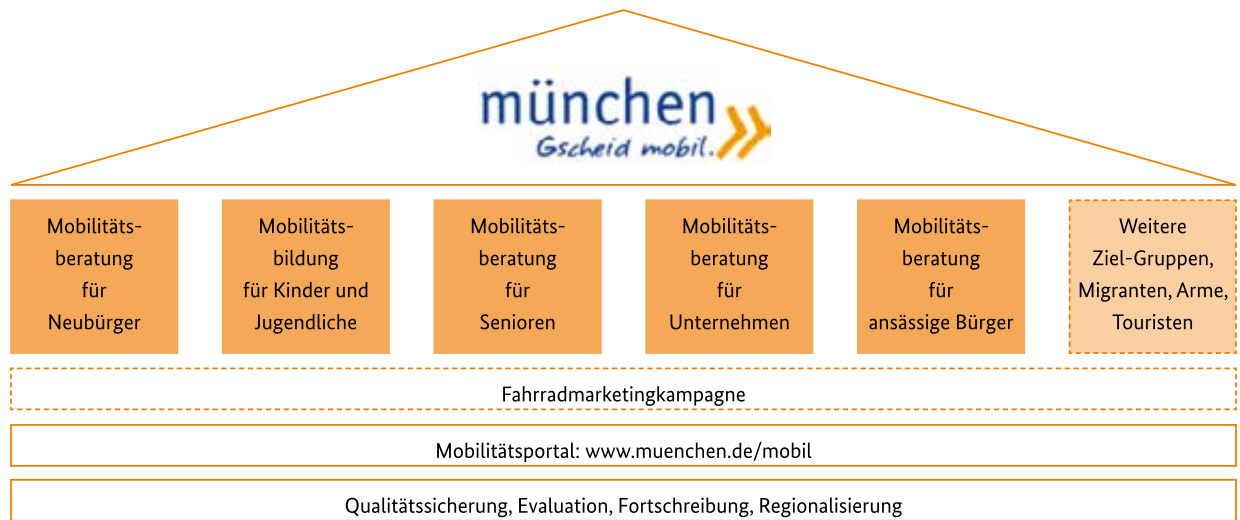 münchen
Gscheid mobil.
Mobilitäts-
beratung
für
Neubürger
Mobilitäts-
bildung
für Kinder und
Jugendliche
Mobilitäts-
beratung
für
Senioren
Mobilitäts-
beratung
für
Unternehmen
Mobilitäts-
beratung
für
ansässige Bürger
Weitere
Ziel-Gruppen,
Migranten, Arme,
Touristen
Fahrradmarketingkampagne
Mobilitätsportal: www.muenchen.de/mobil
Qualitätssicherung, Evaluation, Fortschreibung, Regionalisierung